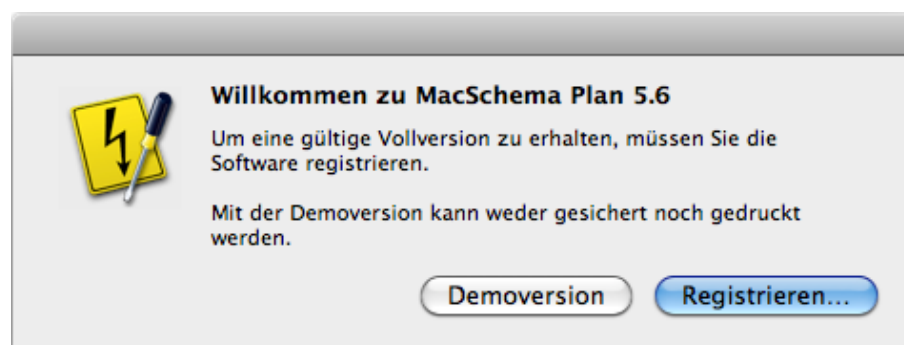 Willkommen zu MacSchema Plan 5.6
Um eine gültige Vollversion zu erhalten, müssen Sie die
Software registrieren.
Mit der Demoversion kann weder gesichert noch gedruckt
werden.
Demoversion
Registrieren...